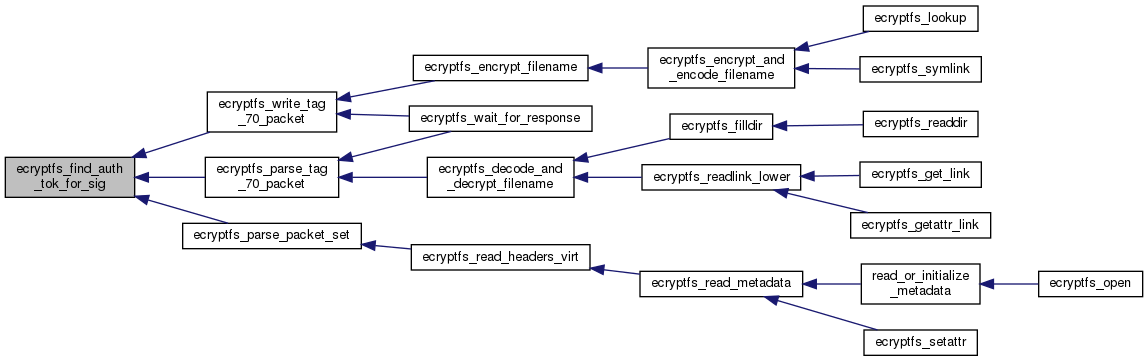 ecryptfs_lookup
ecryptfs_encrypt_filename
ecryptfs_encrypt_and
_encode_filename
ecryptfs_symlink
ecryptfs_write_tag
_70_packet
ecryptfs_wait_for_response
ecryptfs_filldir
ecryptfs_readdir
ecryptfs_find_auth
_tok_for_sig
ecryptfs_parse_tag
_70_packet
ecryptfs_decode_and
_decrypt_filename
ecryptfs_readlink_lower
ecryptfs_get_link
ecryptfs_getattr_link
ecryptfs_parse_packet_set
ecryptfs_read_headers_virt
ecryptfs_read_metadata
read_or_initialize
_metadata
ecryptfs_open
ecryptfs_setattr